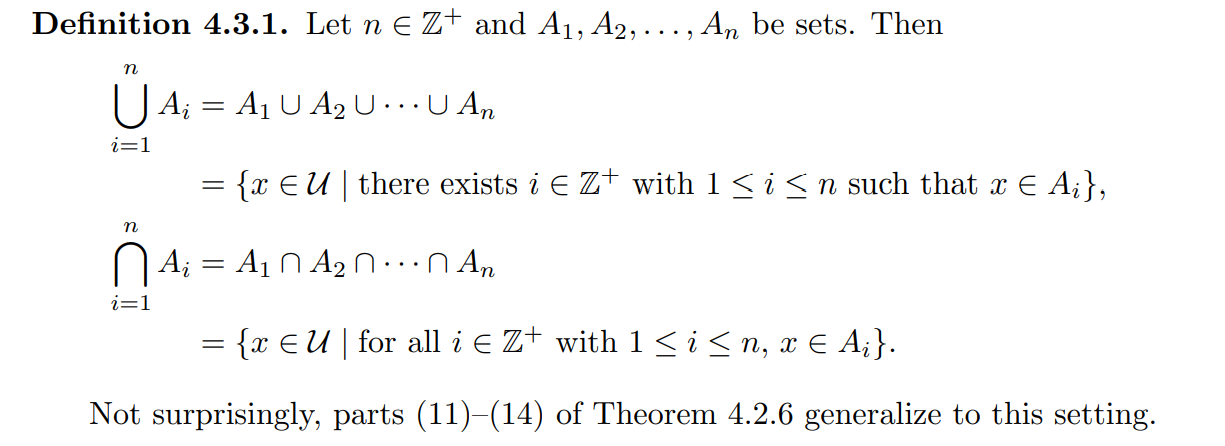 Definition 4.3.1. Let n ∈ ℤ⁺ and A₁, A₂, . . . , Aₙ be sets. Then
n
⋃ Aᵢ = A₁ ∪ A₂ ∪ ⋯ ∪ Aₙ
i=1
= {x ∈ 𝒰 | there exists i ∈ ℤ⁺ with 1 ≤ i ≤ n such that x ∈ Aᵢ},
n
⋂ Aᵢ = A₁ ∩ A₂ ∩ ⋯ ∩ Aₙ
i=1
= {x ∈ 𝒰 | for all i ∈ ℤ⁺ with 1 ≤ i ≤ n, x ∈ Aᵢ}.
Not surprisingly, parts (11)–(14) of Theorem 4.2.6 generalize to this setting.